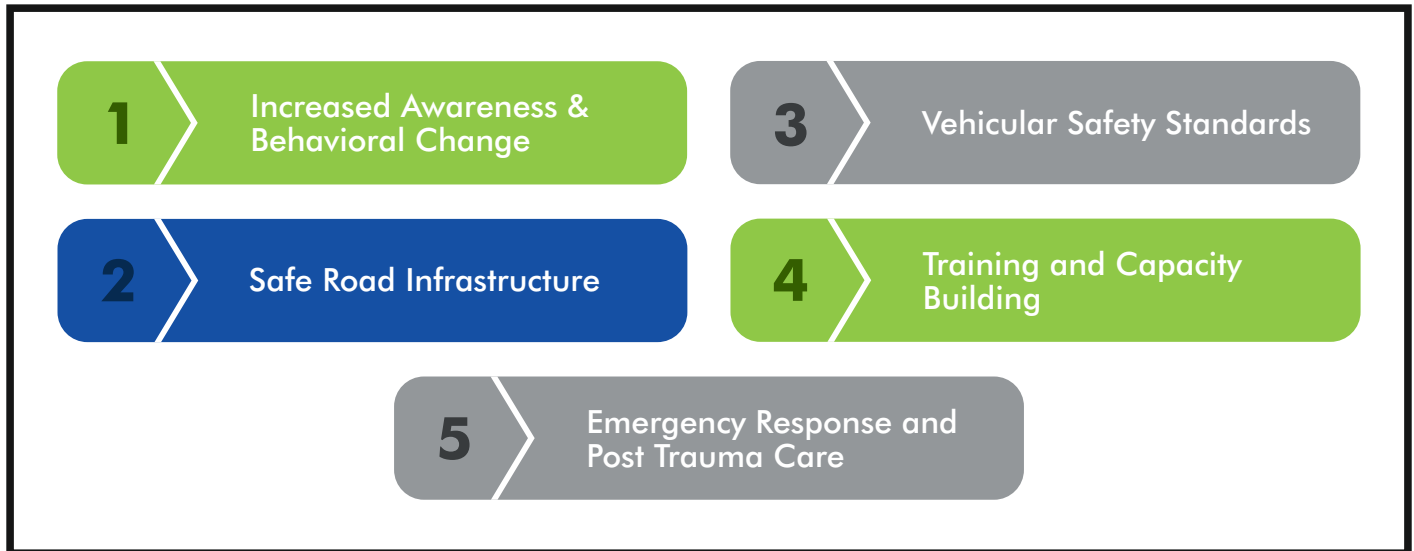 1
Increased Awareness &
Behavioral Change
2
Safe Road Infrastructure
3
Vehicular Safety Standards
4
Training and Capacity
Building
5
Emergency Response and
Post Trauma Care